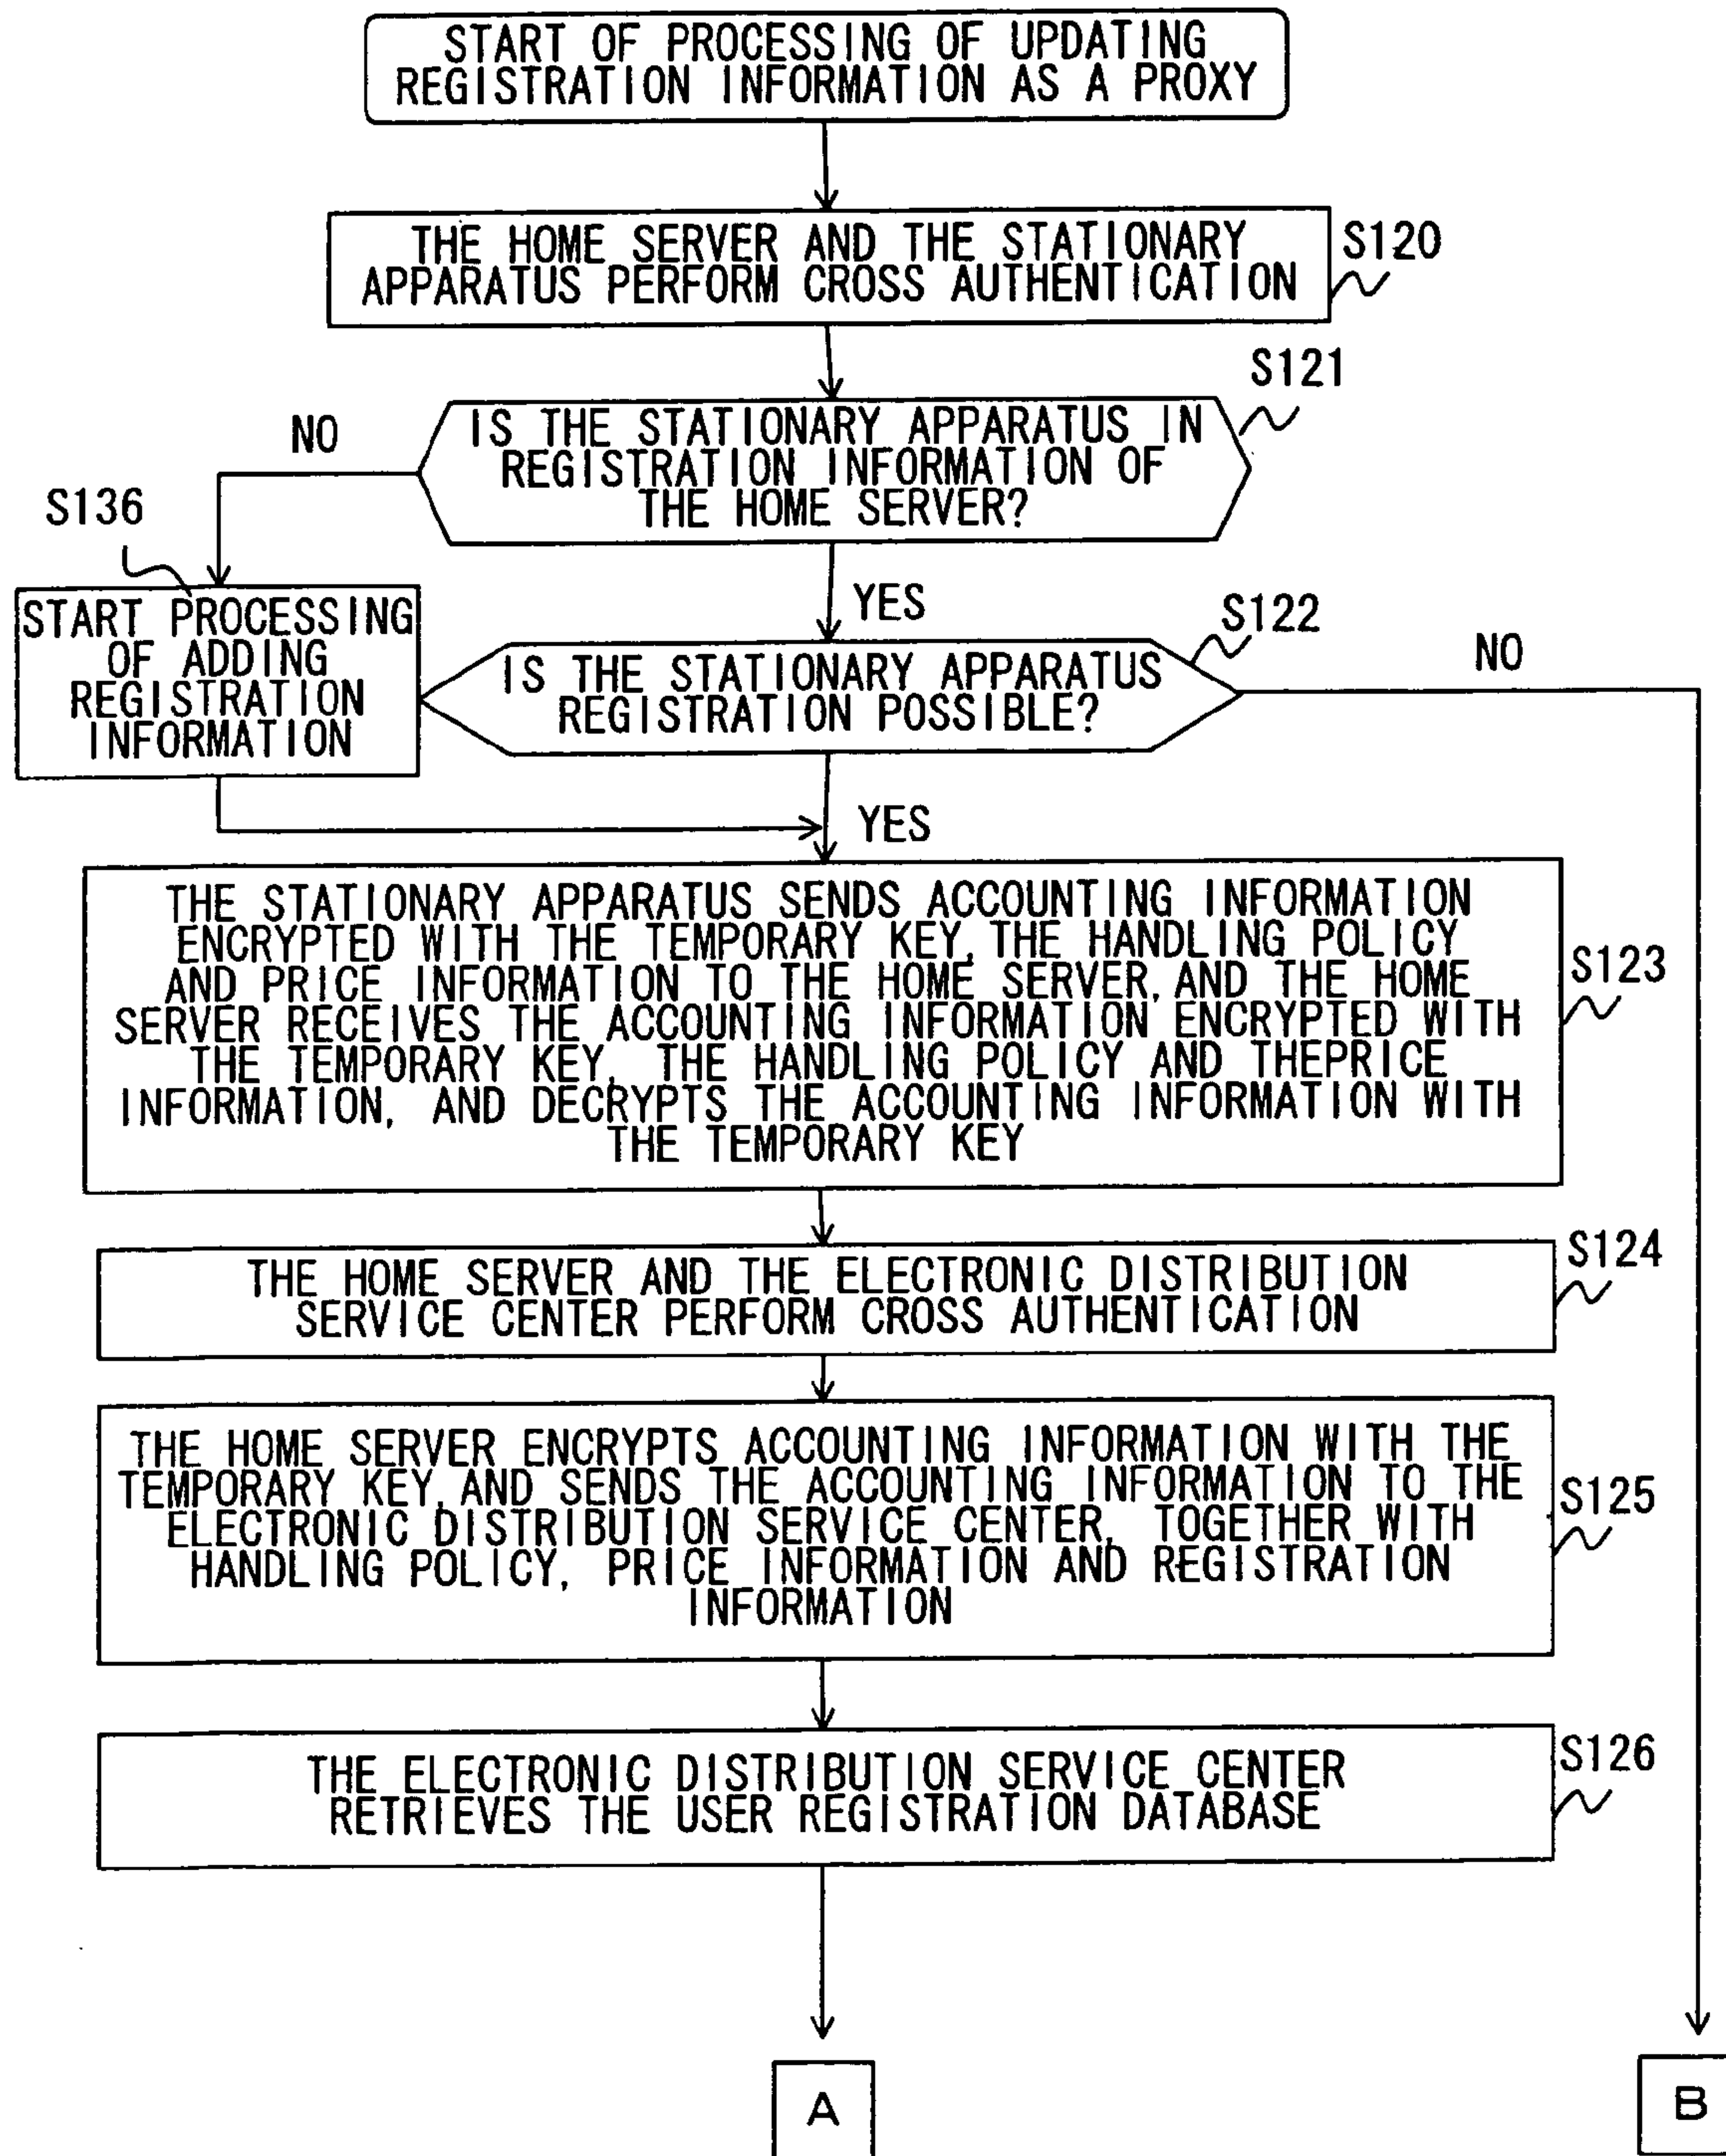 START OF PROCESSING OF UPDATING
REGISTRATION INFORMATION AS A PROXY
THE HOME SERVER AND THE STATIONARY
APPARATUS PERFORM CROSS AUTHENTICATION
S120
S121
IS THE STATIONARY APPARATUS IN
REGISTRATION INFORMATION OF
THE HOME SERVER?
NO
S136
START PROCESSING
OF ADDING
REGISTRATION
INFORMATION
YES
S122
IS THE STATIONARY APPARATUS
REGISTRATION POSSIBLE?
NO
YES
THE STATIONARY APPARATUS SENDS ACCOUNTING INFORMATION
ENCRYPTED WITH THE TEMPORARY KEY, THE HANDLING POLICY
AND PRICE INFORMATION TO THE HOME SERVER, AND THE HOME
SERVER RECEIVES THE ACCOUNTING INFORMATION ENCRYPTED WITH
THE TEMPORARY KEY, THE HANDLING POLICY AND THEPRICE
INFORMATION, AND DECRYPTS THE ACCOUNTING INFORMATION WITH
THE TEMPORARY KEY
S123
THE HOME SERVER AND THE ELECTRONIC DISTRIBUTION
SERVICE CENTER PERFORM CROSS AUTHENTICATION
S124
THE HOME SERVER ENCRYPTS ACCOUNTING INFORMATION WITH THE
TEMPORARY KEY, AND SENDS THE ACCOUNTING INFORMATION TO THE
ELECTRONIC DISTRIBUTION SERVICE CENTER, TOGETHER WITH
HANDLING POLICY, PRICE INFORMATION AND REGISTRATION
INFORMATION
S125
THE ELECTRONIC DISTRIBUTION SERVICE CENTER
RETRIEVES THE USER REGISTRATION DATABASE
S126
A
B